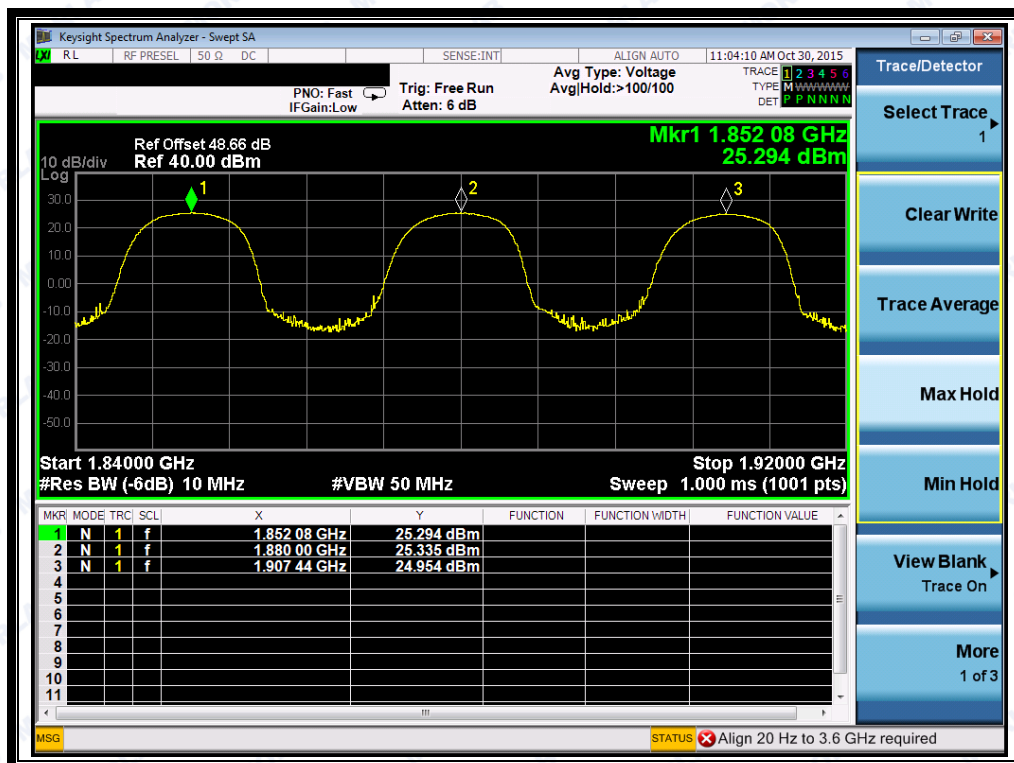 Keysight Spectrum Analyzer - Swept SA
LXI RL RF PRESEL 50 Ω DC SENSE:INT ALIGN AUTO 11:04:10 AM Oct 30, 2015
PNO: Fast
IFGain:Low
Trig: Free Run
Atten: 6 dB
Avg Type: Voltage
Avg|Hold:>100/100
TRACE 1 2 3 4 5 6
TYPE M W W W W W
DET P P N N N N
Trace/Detector
Select Trace
1
Clear Write
Trace Average
Max Hold
Min Hold
View Blank
Trace On
More
1 of 3
Mkr1 1.852 08 GHz
25.294 dBm
Ref Offset 48.66 dB
10 dB/div Ref 40.00 dBm
Log
1
2
3
30.0
20.0
10.0
0.00
-10.0
-20.0
-30.0
-40.0
-50.0
Start 1.84000 GHz Stop 1.92000 GHz
#Res BW (-6dB) 10 MHz #VBW 50 MHz Sweep 1.000 ms (1001 pts)
MKR MODE TRC SCL X Y FUNCTION FUNCTION WIDTH FUNCTION VALUE
1 N 1 f 1.852 08 GHz 25.294 dBm
2 N 1 f 1.880 00 GHz 25.335 dBm
3 N 1 f 1.907 44 GHz 24.954 dBm
4
5
6
7
8
9
10
11
MSG STATUS Align 20 Hz to 3.6 GHz required